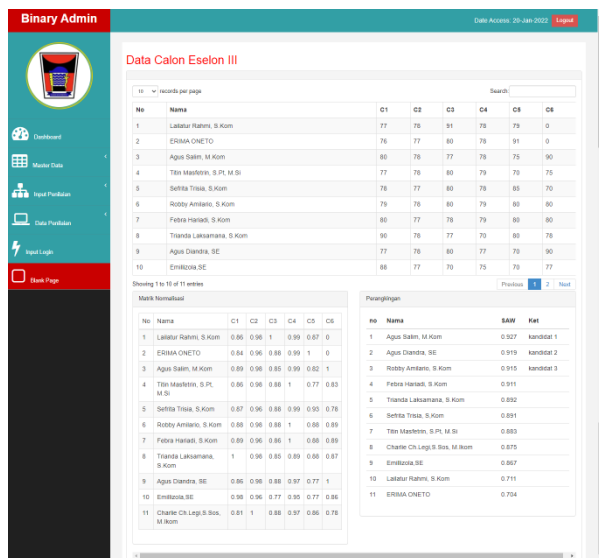 Binary Admin
Date Access: 20-Jan-2022 Logout
Dashboard
Master Data
Input Penilaian
Data Penilaian
Input Login
Blank Page
Data Calon Eselon III
10 records per page Search:
No Nama C1 C2 C3 C4 C5 C6
1 Lailatur Rahmi, S.Kom 77 78 91 78 79 0
2 ERIMA ONETO 76 77 80 78 91 0
3 Agus Salim, M.Kom 80 78 77 78 75 90
4 Titin Masfetrin, S.Pt, M.Si 77 78 80 79 70 75
5 Sefrita Trisia, S,Kom 78 77 80 78 85 70
6 Robby Amilario, S.Kom 79 78 80 79 80 80
7 Febra Hariadi, S.Kom 80 77 78 79 80 80
8 Trianda Laksamana, S.Kom 90 78 77 70 80 78
9 Agus Diandra, SE 77 76 80 77 70 90
10 Emillizola,SE 88 77 70 75 70 77
Showing 1 to 10 of 11 entries
Previous 1 2 Next
Matrik Normalisasi
No Nama C1 C2 C3 C4 C5 C6
1 Lailatur Rahmi, S.Kom 0.86 0.98 1 0.99 0.87 0
2 ERIMA ONETO 0.84 0.96 0.88 0.99 1 0
3 Agus Salim, M.Kom 0.89 0.98 0.85 0.99 0.82 1
4 Titin Masfetrin, S.Pt, M.Si 0.86 0.98 0.88 1 0.77 0.83
5 Sefrita Trisia, S,Kom 0.87 0.96 0.88 0.99 0.93 0.78
6 Robby Amilario, S.Kom 0.88 0.98 0.88 1 0.88 0.89
7 Febra Hariadi, S.Kom 0.89 0.96 0.86 1 0.88 0.89
8 Trianda Laksamana, S.Kom 1 0.98 0.85 0.89 0.88 0.87
9 Agus Diandra, SE 0.86 0.96 0.88 0.97 0.77 1
10 Emillizola,SE 0.98 0.96 0.77 0.95 0.77 0.86
11 Charlie Ch.Legi,S.Sos, M.Ikom 0.81 1 0.88 0.97 0.86 0.78
Perangkingan
no Nama SAW Ket
1 Agus Salim, M.Kom 0.927 kandidat 1
2 Agus Diandra, SE 0.919 kandidat 2
3 Robby Amilario, S.Kom 0.915 kandidat 3
4 Febra Hariadi, S.Kom 0.911
5 Trianda Laksamana, S.Kom 0.892
6 Sefrita Trisia, S,Kom 0.891
7 Titin Masfetrin, S.Pt, M.Si 0.883
8 Charlie Ch.Legi,S.Sos, M.Ikom 0.875
9 Emillizola,SE 0.867
10 Lailatur Rahmi, S.Kom 0.711
11 ERIMA ONETO 0.704